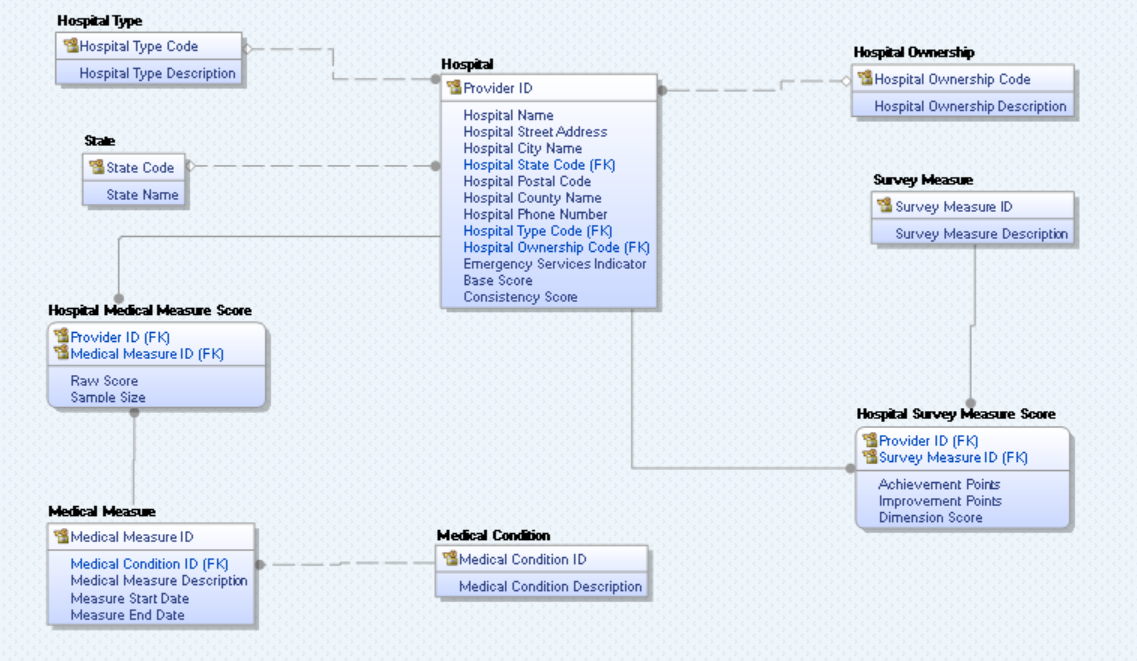 Hospital Type
Hospital Type Code
Hospital Type Description
Hospital
Provider ID
Hospital Name
Hospital Street Address
Hospital City Name
Hospital State Code (FK)
Hospital Postal Code
Hospital County Name
Hospital Phone Number
Hospital Type Code (FK)
Hospital Ownership Code (FK)
Emergency Services Indicator
Base Score
Consistency Score
Hospital Ownership
Hospital Ownership Code
Hospital Ownership Description
State
State Code
State Name
Survey Measure
Survey Measure ID
Survey Measure Description
Hospital Medical Measure Score
Provider ID (FK)
Medical Measure ID (FK)
Raw Score
Sample Size
Hospital Survey Measure Score
Provider ID (FK)
Survey Measure ID (FK)
Achievement Points
Improvement Points
Dimension Score
Medical Measure
Medical Measure ID
Medical Condition ID (FK)
Medical Measure Description
Measure Start Date
Measure End Date
Medical Condition
Medical Condition ID
Medical Condition Description